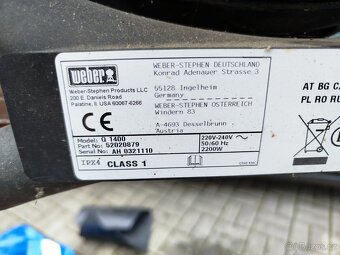 weber
Weber-Stephen Products LLC
200 E. Daniels Road
Palatine, IL USA 60067-6266
WEBER-STEPHEN DEUTSCHLAND
Konrad Adenauer Strasse 3
55128 Ingelheim
Germany
WEBER-STEPHEN ÖSTERREICH
Windern 83
A-4693 Desselbrunn
Austria
CE
Model: Q 1400
Part No: 52020879
Serial No: AH 0321110
220V-240V ~
50/60 Hz
2200W
IPX4 CLASS 1
AT BG C
PL RO RU